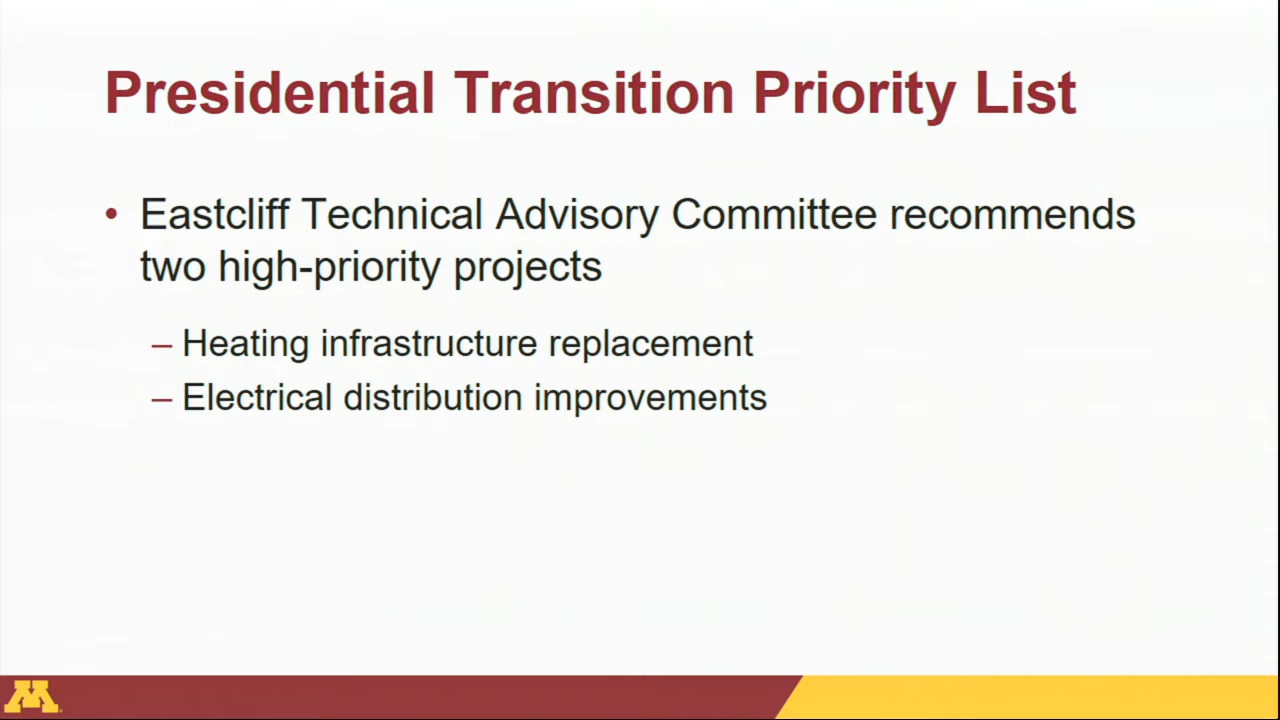 Presidential Transition Priority List
• Eastcliff Technical Advisory Committee recommends
two high-priority projects
– Heating infrastructure replacement
– Electrical distribution improvements
M